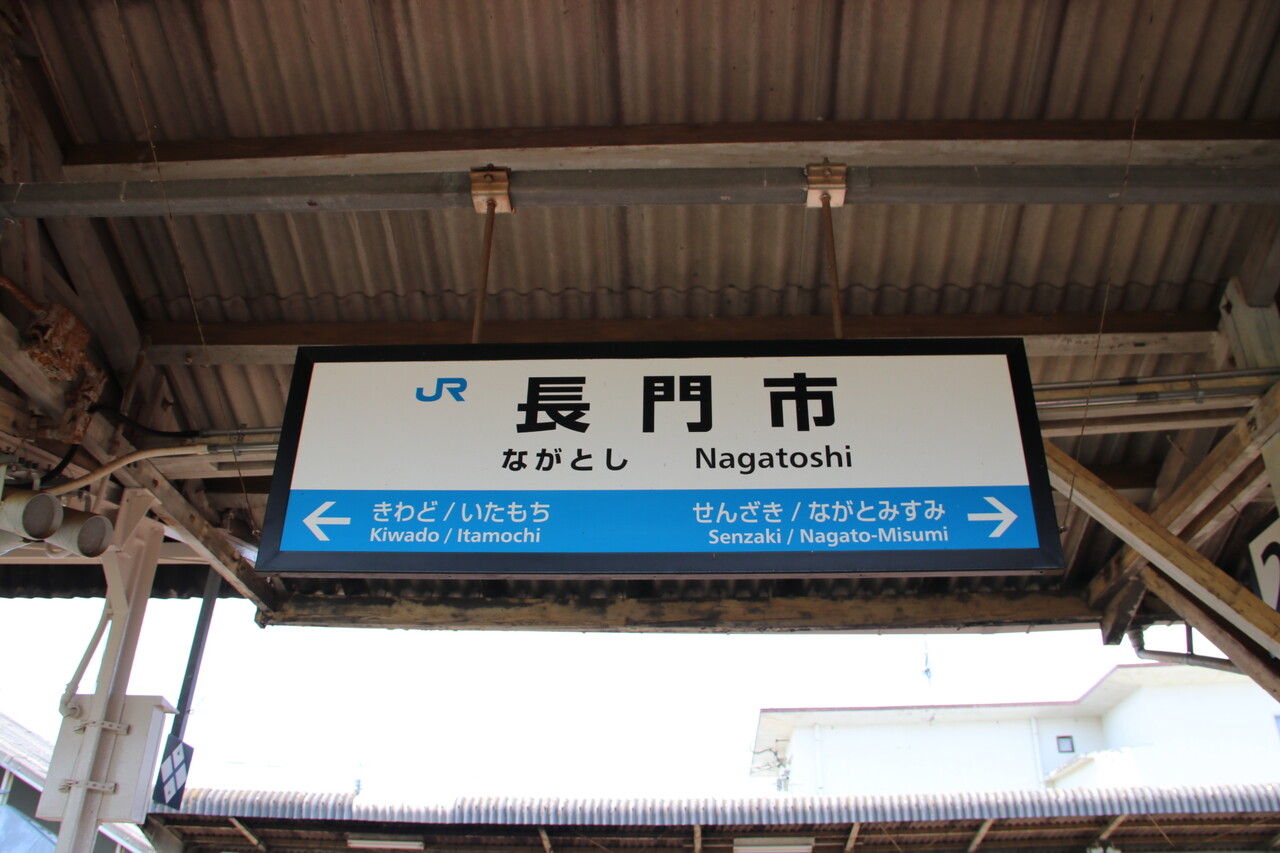 JR 長門市
ながとし Nagatoshi
← きわど / いたもち せんざき / ながとみすみ →
Kiwado / Itamochi Senzaki / Nagato-Misumi